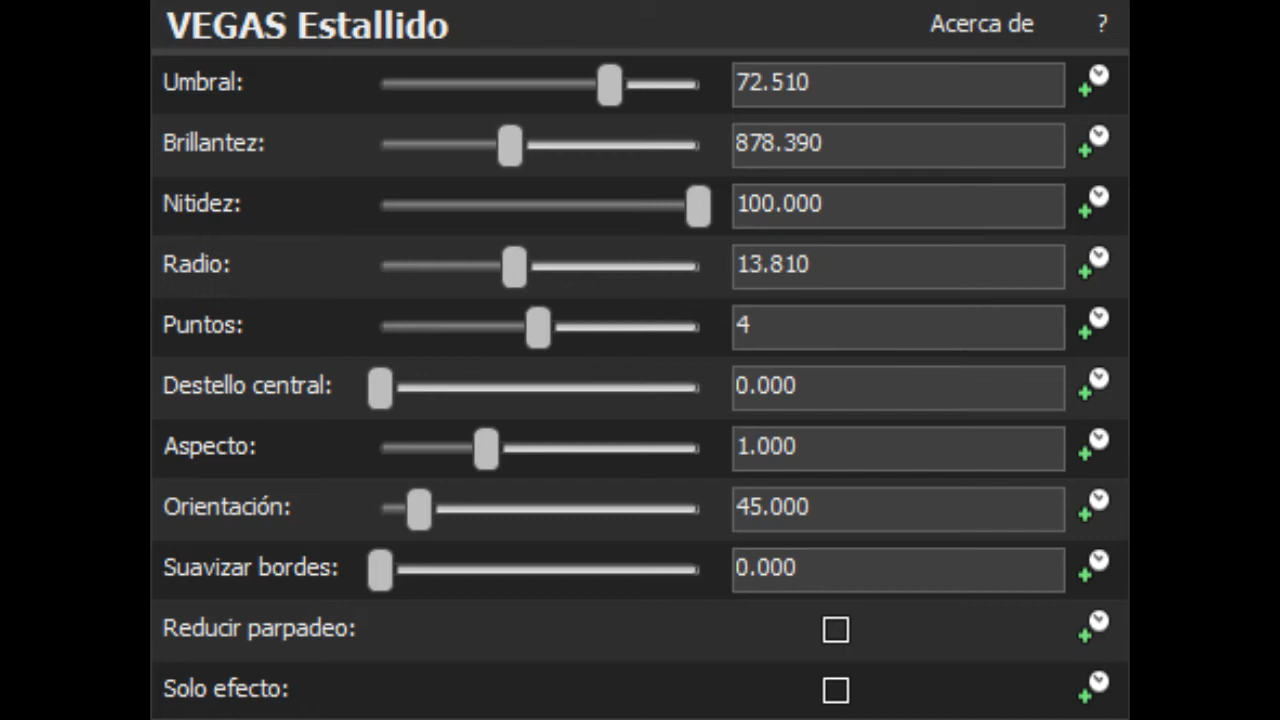 VEGAS Estallido Acerca de ?
Umbral: 72.510
Brillantez: 878.390
Nitidez: 100.000
Radio: 13.810
Puntos: 4
Destello central: 0.000
Aspecto: 1.000
Orientación: 45.000
Suavizar bordes: 0.000
Reducir parpadeo:
Solo efecto: